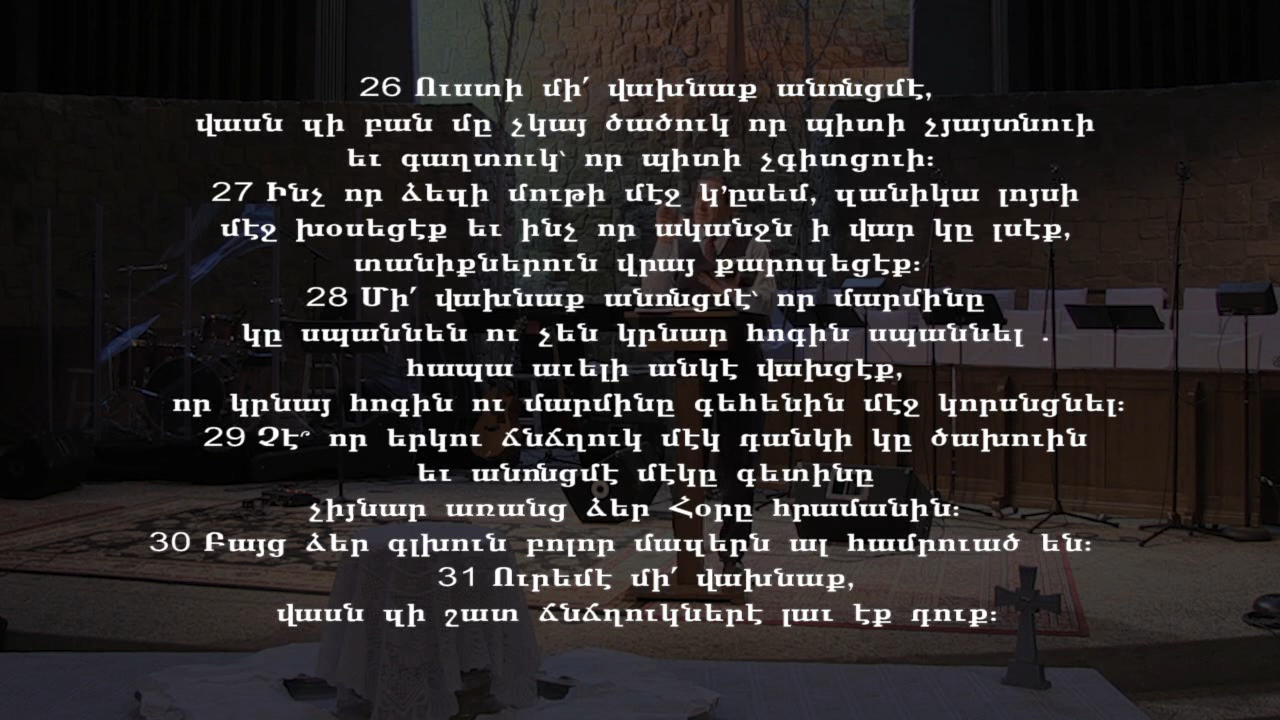 26 Ուստի մի՛ վախնաք անոնցմէ,
վասն զի բան մը չկայ ծածուկ որ պիտի չյայտնուի
եւ գաղտուկ՝ որ պիտի չգիտցուի։
27 Ինչ որ ձեզի մութի մէջ կ’ըսեմ, զանիկա լոյսի
մէջ խօսեցէք եւ ինչ որ ականջն ի վար կը լսէք,
տանիքներուն վրայ քարոզեցէք։
28 Մի՛ վախնաք անոնցմէ՝ որ մարմինը
կը սպաննեն ու չեն կրնար հոգին սպաննել .
հապա աւելի անկէ վախցէք,
որ կրնայ հոգին ու մարմինը գեհենին մէջ կորսնցնել։
29 Չէ՞ որ երկու ճնճղուկ մէկ դանկի կը ծախուին
եւ անոնցմէ մէկը գետինը
չիյնար առանց ձեր Հօրը հրամանին։
30 Բայց ձեր գլխուն բոլոր մազերն ալ համրուած են։
31 Ուրեմէ մի՛ վախնաք,
վասն զի շատ ճնճղուկներէ լաւ էք դուք։